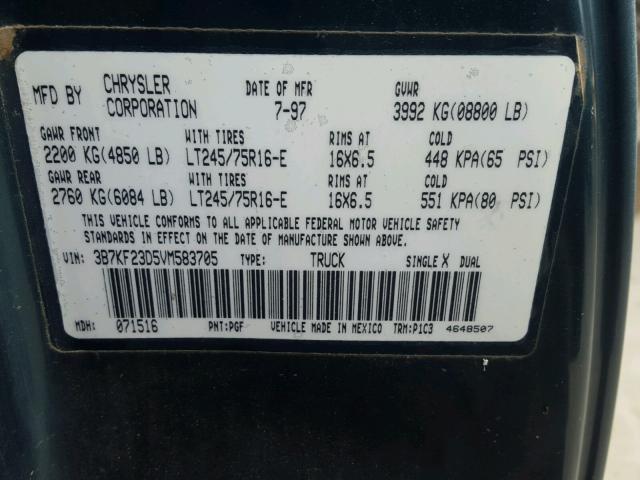 MFD BY CHRYSLER CORPORATION DATE OF MFR 7-97 GVWR 3992 KG(08800 LB)
GAWR FRONT WITH TIRES RIMS AT COLD
2200 KG(4850 LB) LT245/75R16-E 16X6.5 448 KPA(65 PSI)
GAWR REAR WITH TIRES RIMS AT COLD
2760 KG(6084 LB) LT245/75R16-E 16X6.5 551 KPA(80 PSI)
THIS VEHICLE CONFORMS TO ALL APPLICABLE FEDERAL MOTOR VEHICLE SAFETY
STANDARDS IN EFFECT ON THE DATE OF MANUFACTURE SHOWN ABOVE.
VIN: 3B7KF23D5VM583705 TYPE: TRUCK SINGLE X DUAL
MDH: 071516 PNT:PGF VEHICLE MADE IN MEXICO TRM:P1C3 4648507